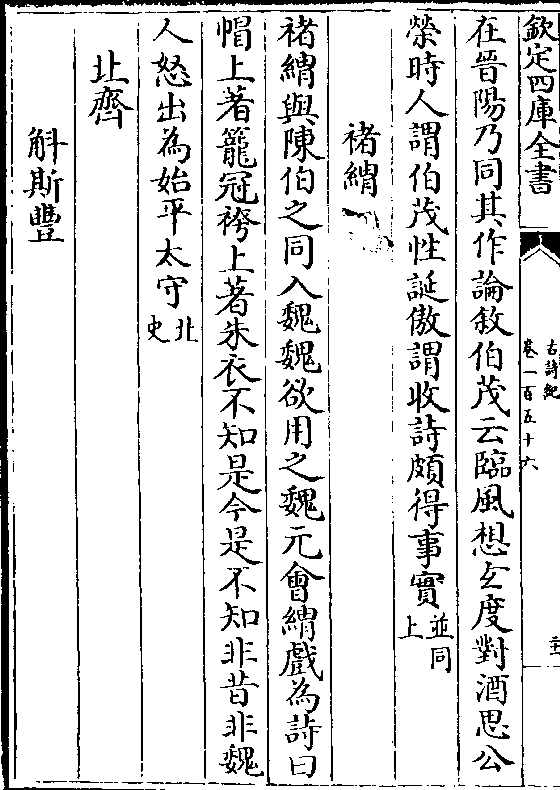 欽定四庫全書
古詩紀
卷一百五十六
在晉陽乃同其作論敘伯茂云臨風想玄度對酒思公
榮時人謂伯茂性誕傲謂收詩頗得事實並同上
褚緭
褚緭與陳伯之同入魏魏欲用之魏元會緭戲為詩曰
帽上著籠冠袴上著朱衣不知是今是不知非昔非魏
人怒出為始平太守北史
北齊
斛斯豐